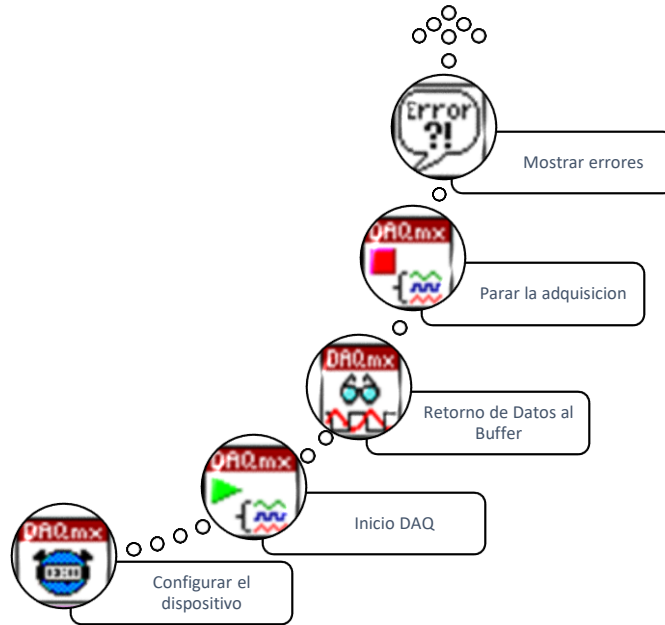 Error
?!
Mostrar errores
DAQmx
Parar la adquisicion
DAQmx
Retorno de Datos al
Buffer
DAQmx
Inicio DAQ
DAQmx
Configurar el
dispositivo